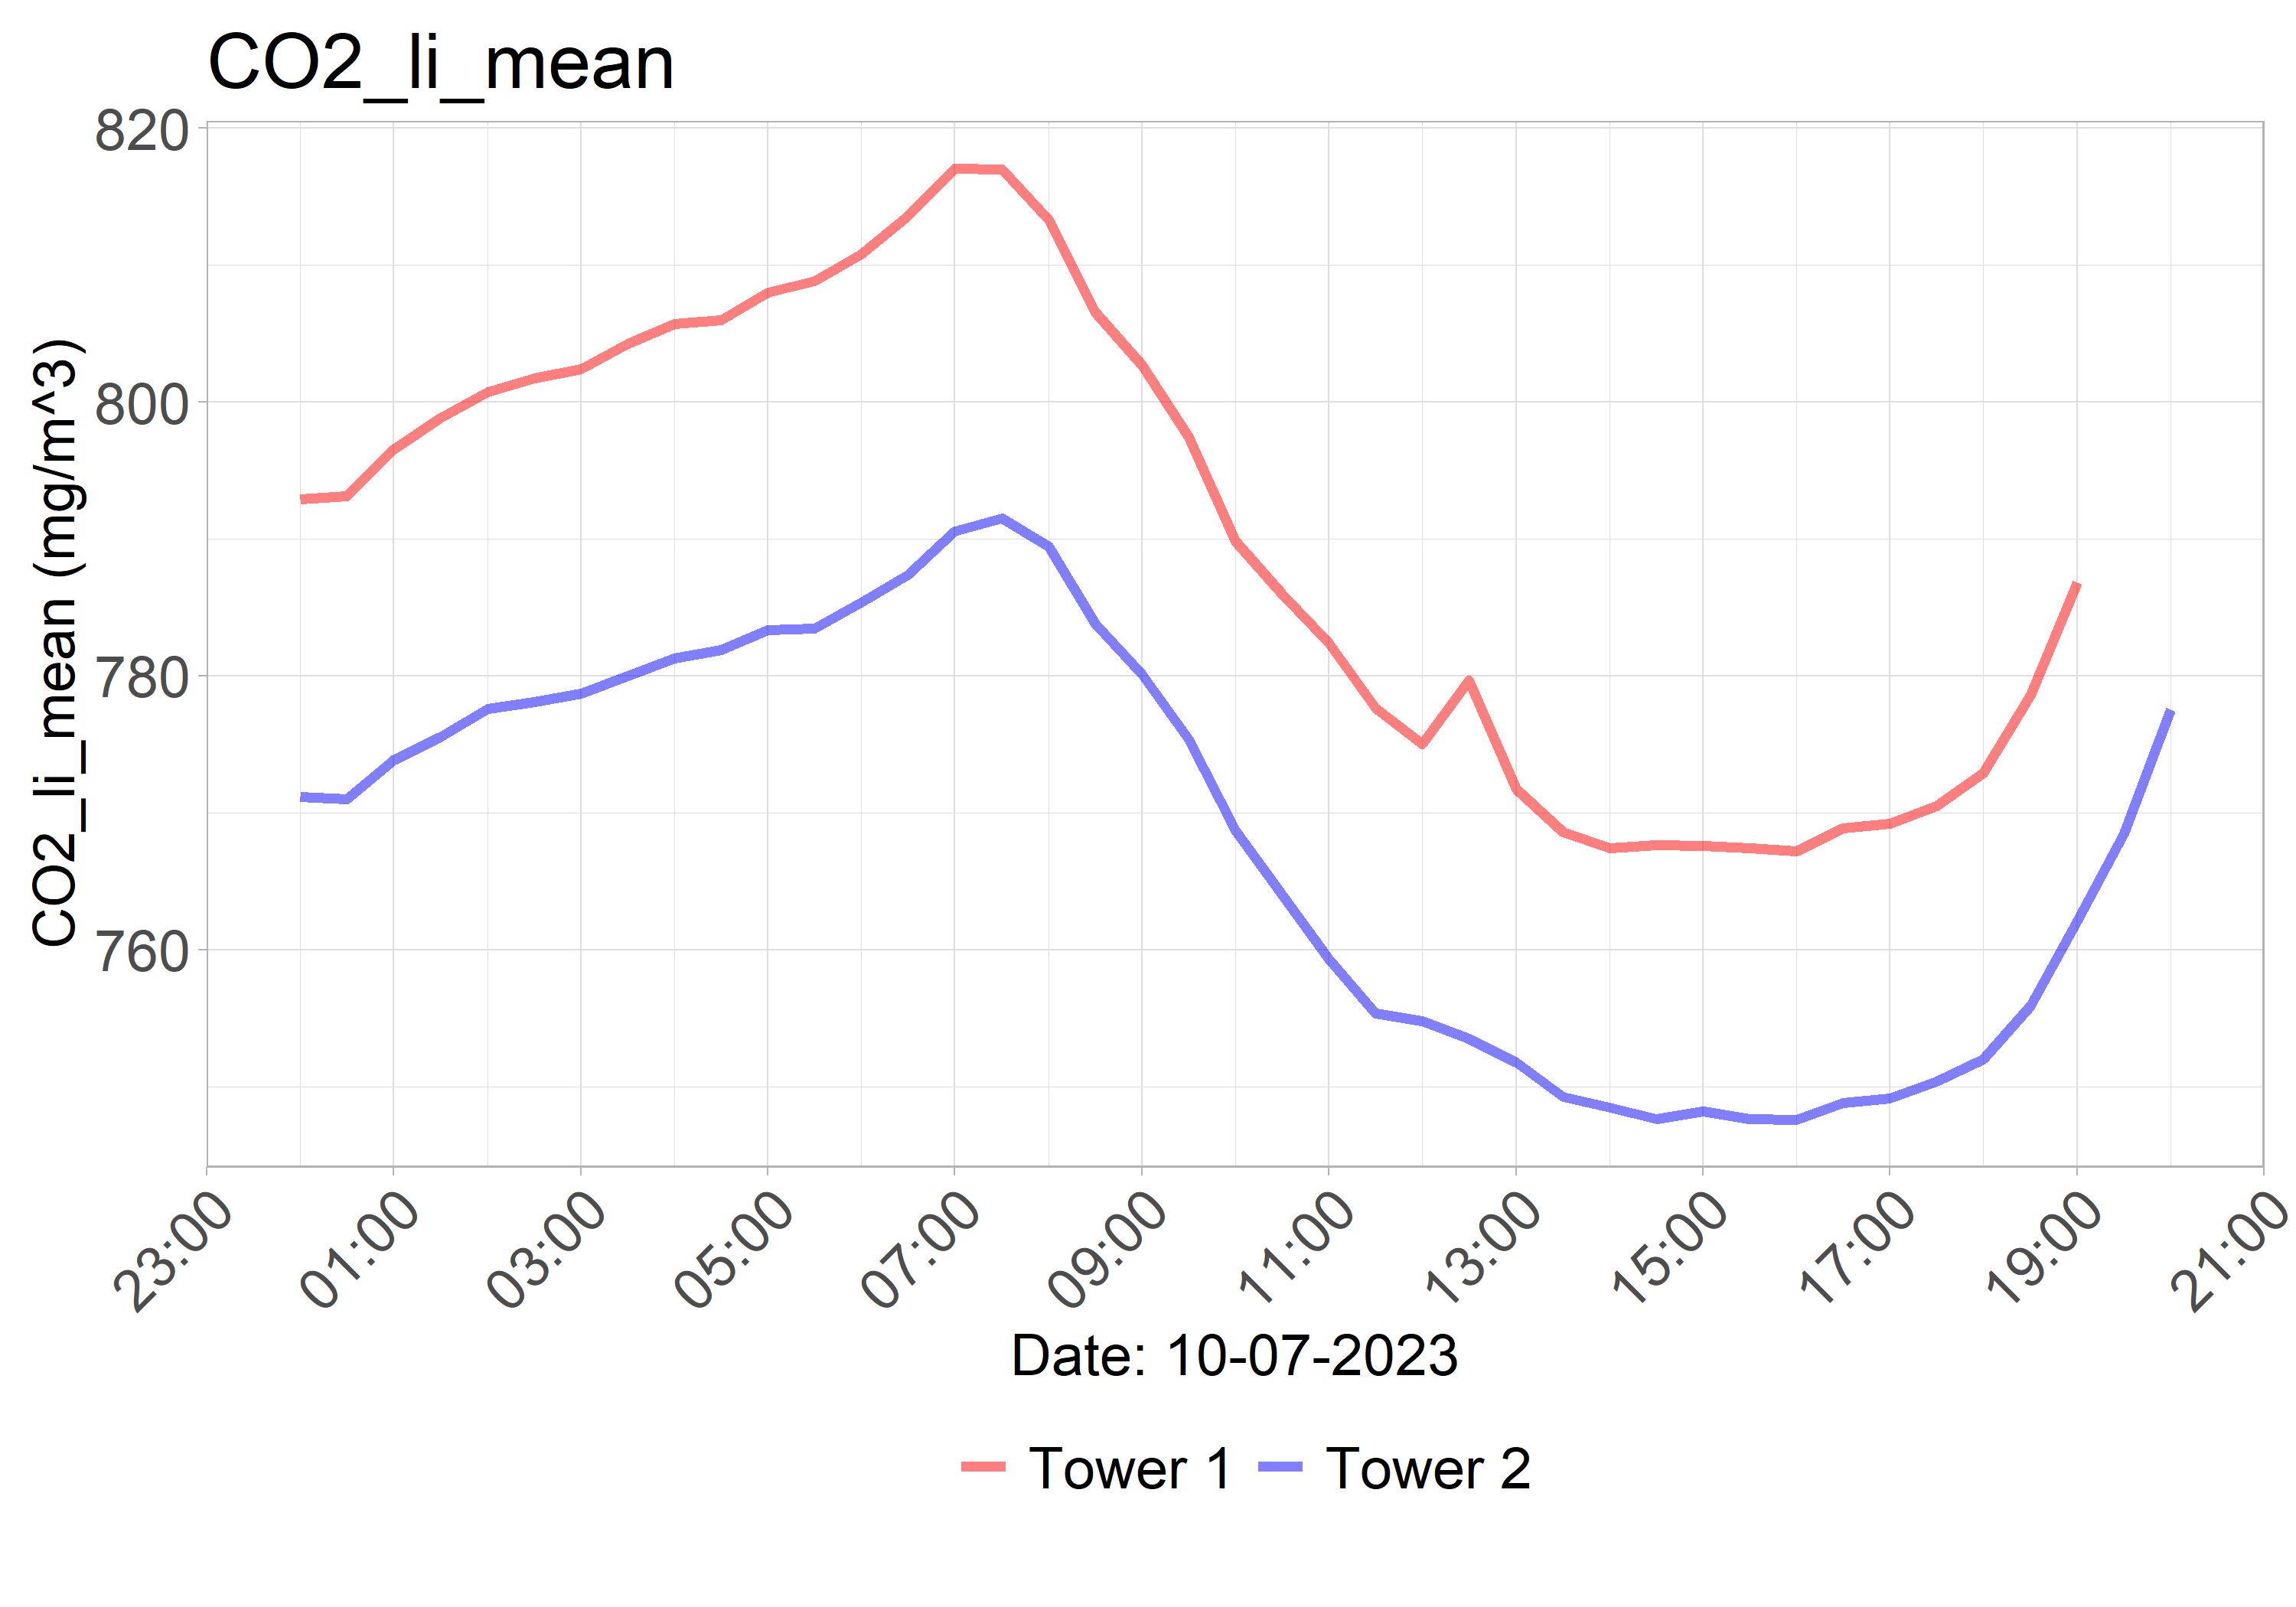 CO2_li_mean
820
800
780
760
CO2_li_mean (mg/m^3)
23:00 01:00 03:00 05:00 07:00 09:00 11:00 13:00 15:00 17:00 19:00 21:00
Date: 10-07-2023
Tower 1 Tower 2